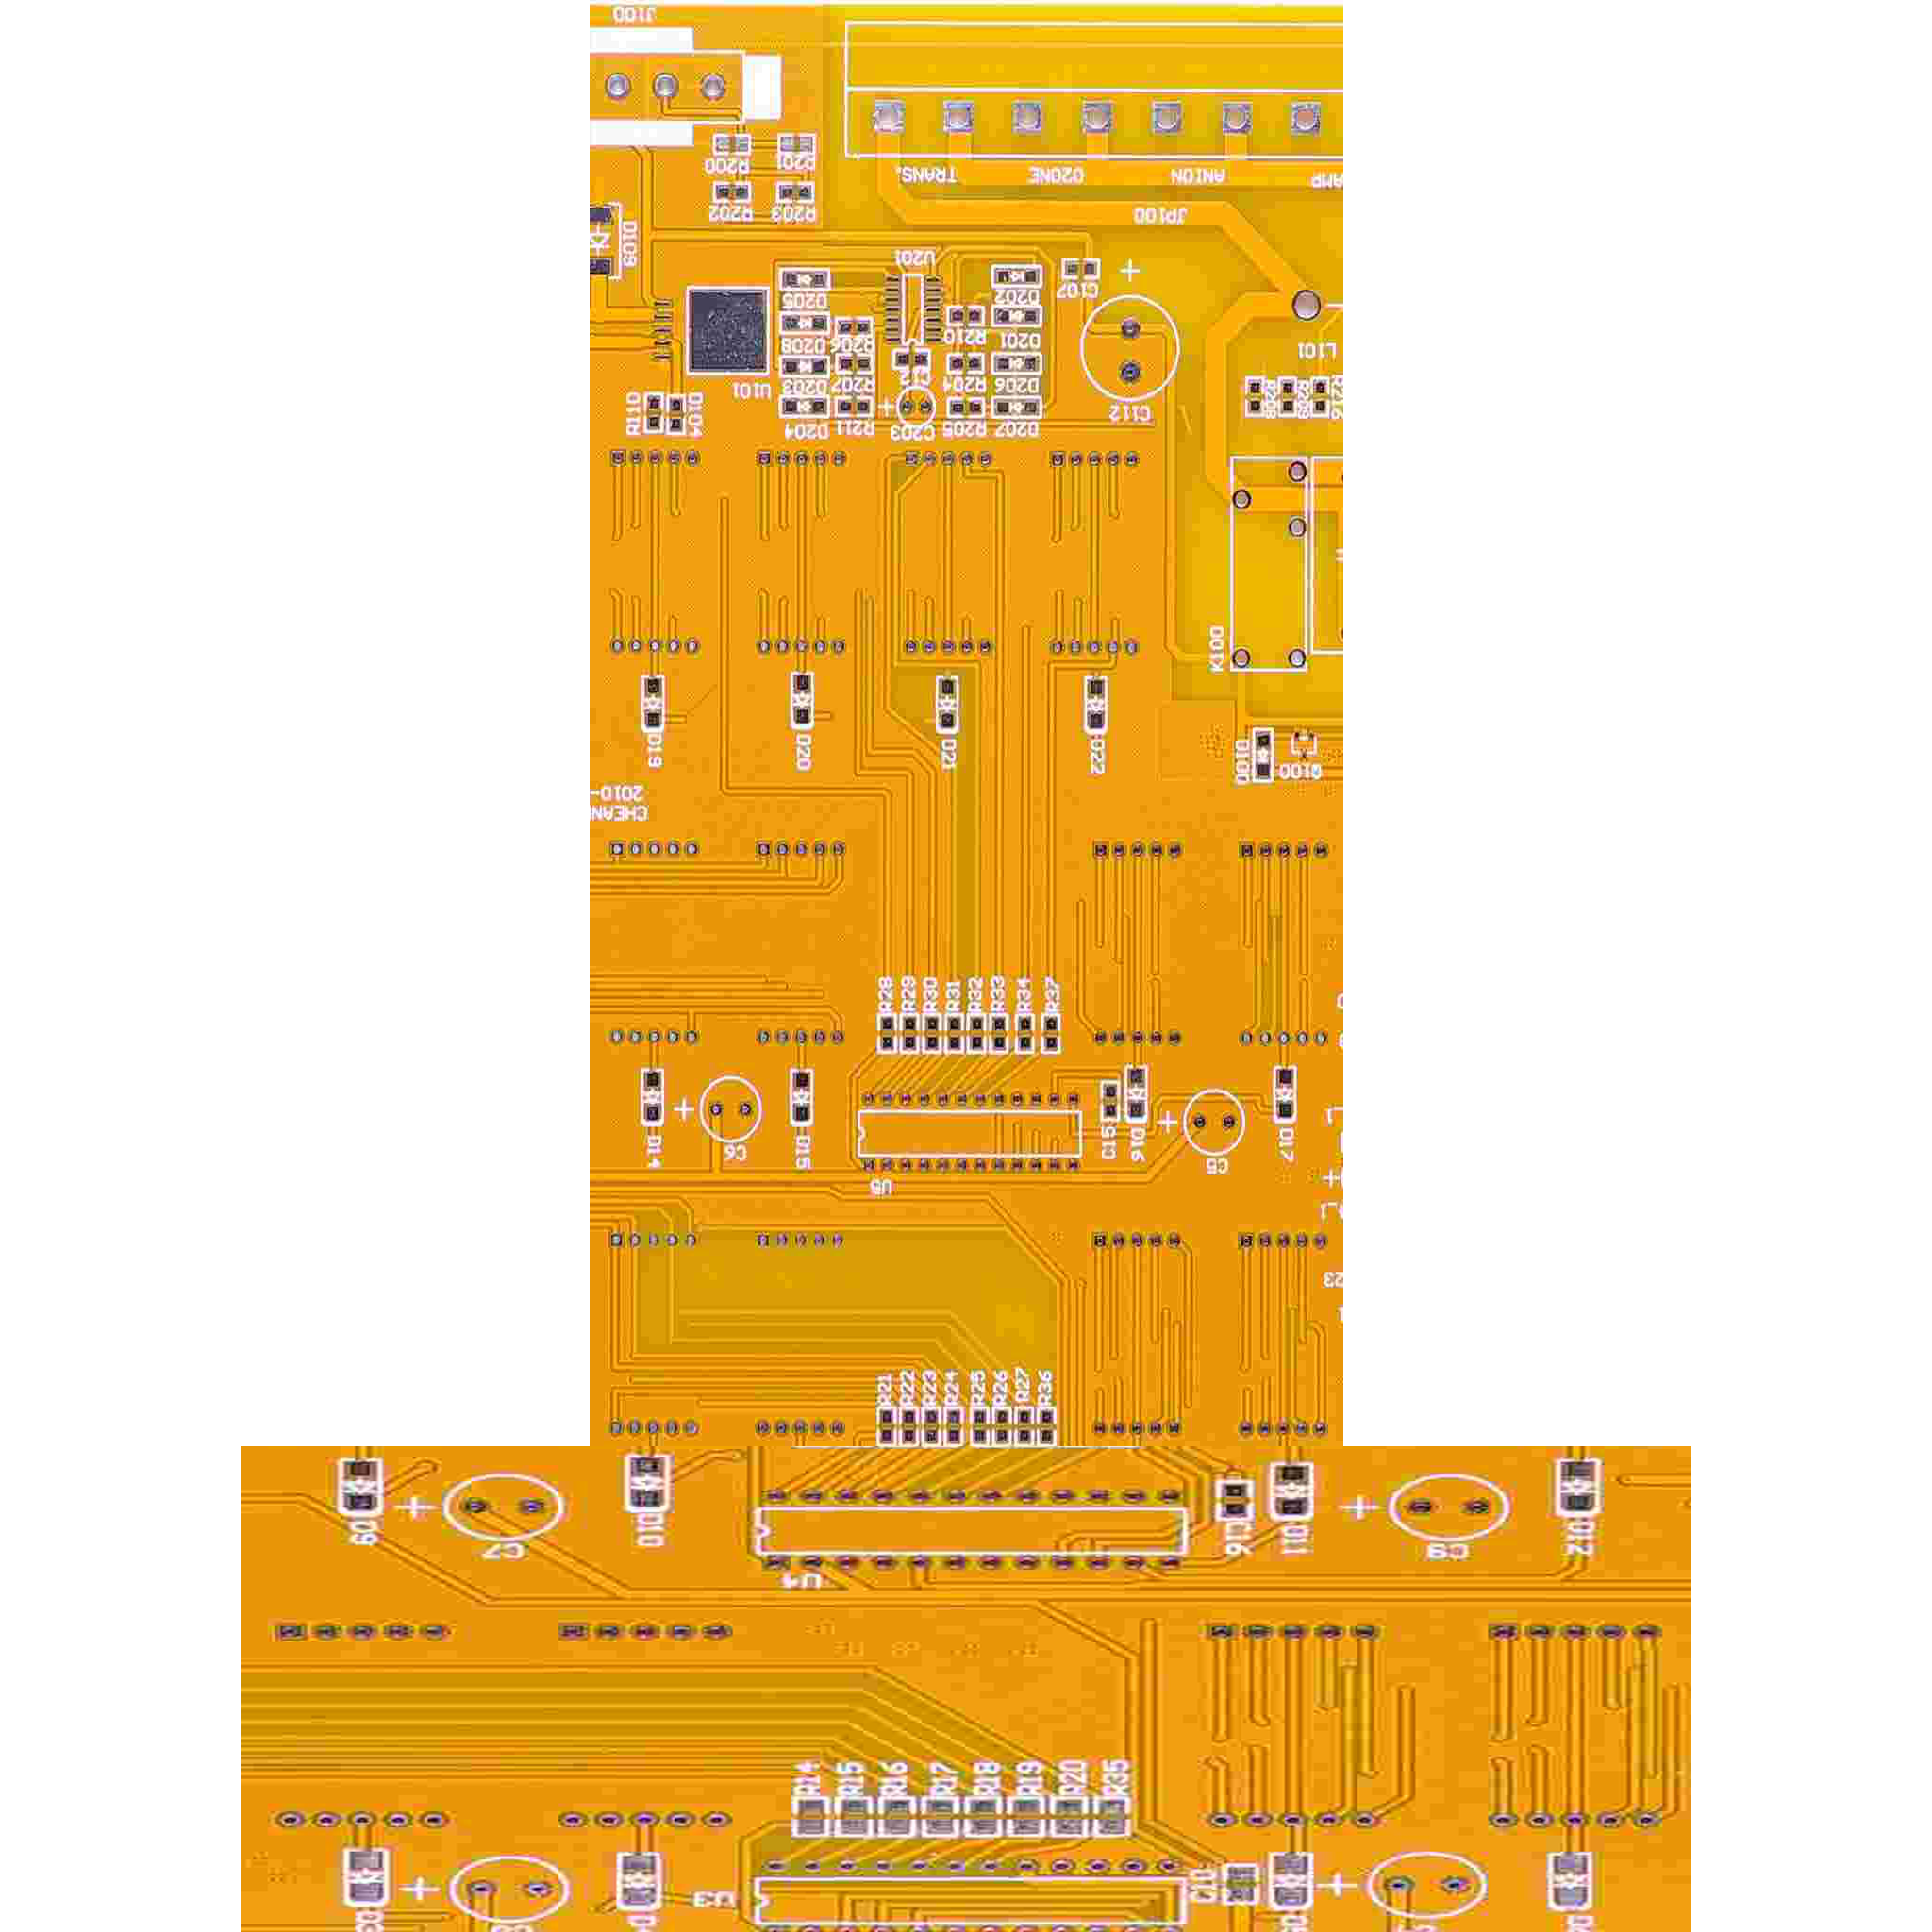 J100
R200 R201
TRANS. OZONE ANION
R202 R203 JP100
D108
U201
D205 D202 C107
R210
D208 R206 D201 L101
U101 D203 R207 R204 D206
R208 R209 R216
R110 D104 D204 R211 C203 R205 D207 C112
K100
D19 D20 D21 D22
Q100
2010-
CHEAN
R28 R29 R30 R31 R32 R33 R34 R37
D14 C6 D15 C15 D16 C5 D17
U5
R21 R22 R23 R24 R25 R26 R27 R36
D9 C7 D10 C16 D11 C9 D12
U4
R14 R15 R16 R17 R18 R19 R20 R35
U3